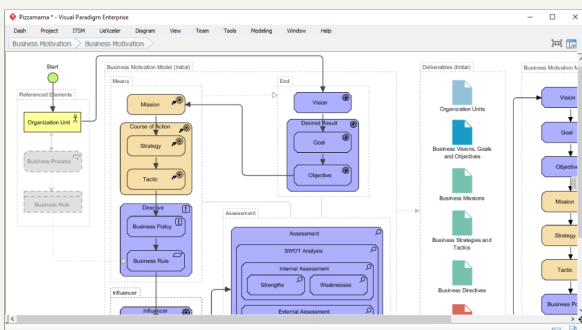 Pizzamama * - Visual Paradigm Enterprise
Dash Project ITSM UeXceler Diagram View Team Tools Modeling Window Help
Business Motivation Business Motivation
Start
Referenced Elements
Organization Unit
Business Process
Business Rule
Business Motivation Model (Initial)
Means
Mission
Course of Action
Strategy
Tactic
Directive
Business Policy
Business Rule
Influencer
Influencer
End
Vision
Desired Result
Goal
Objective
Assessment
Assessment
SWOT Analysis
Internal Assessment
Strengths Weaknesses
External Assessment
Deliverables (Initial)
Organization Units
Business Visions, Goals
and Objectives
Business Missions
Business Strategies and
Tactics
Business Directives
Business Motivation M
Vision
Goal
Objective
Mission
Strategy
Tactic
Business Po